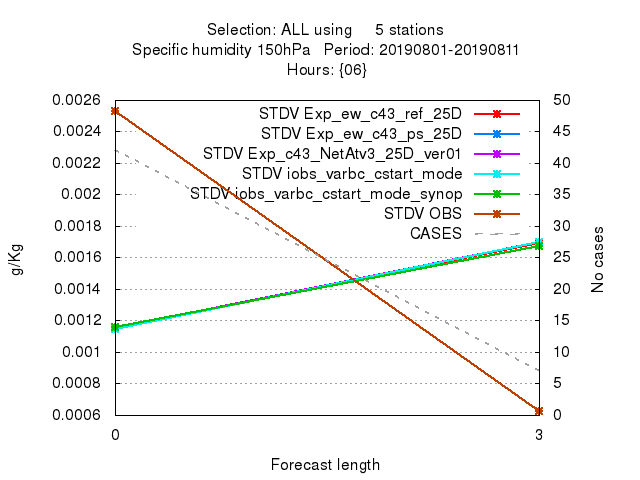 Selection: ALL using 5 stations
Specific humidity 150hPa Period: 20190801-20190811
Hours: {06}
STDV Exp_ew_c43_ref_25D
STDV Exp_ew_c43_ps_25D
STDV Exp_c43_NetAtv3_25D_ver01
STDV iobs_varbc_cstart_mode
STDV iobs_varbc_cstart_mode_synop
STDV OBS
CASES
g/Kg
0.0026
0.0024
0.0022
0.002
0.0018
0.0016
0.0014
0.0012
0.001
0.0008
0.0006
50
45
40
35
30
25
20
15
10
5
0
No cases
0 3
Forecast length